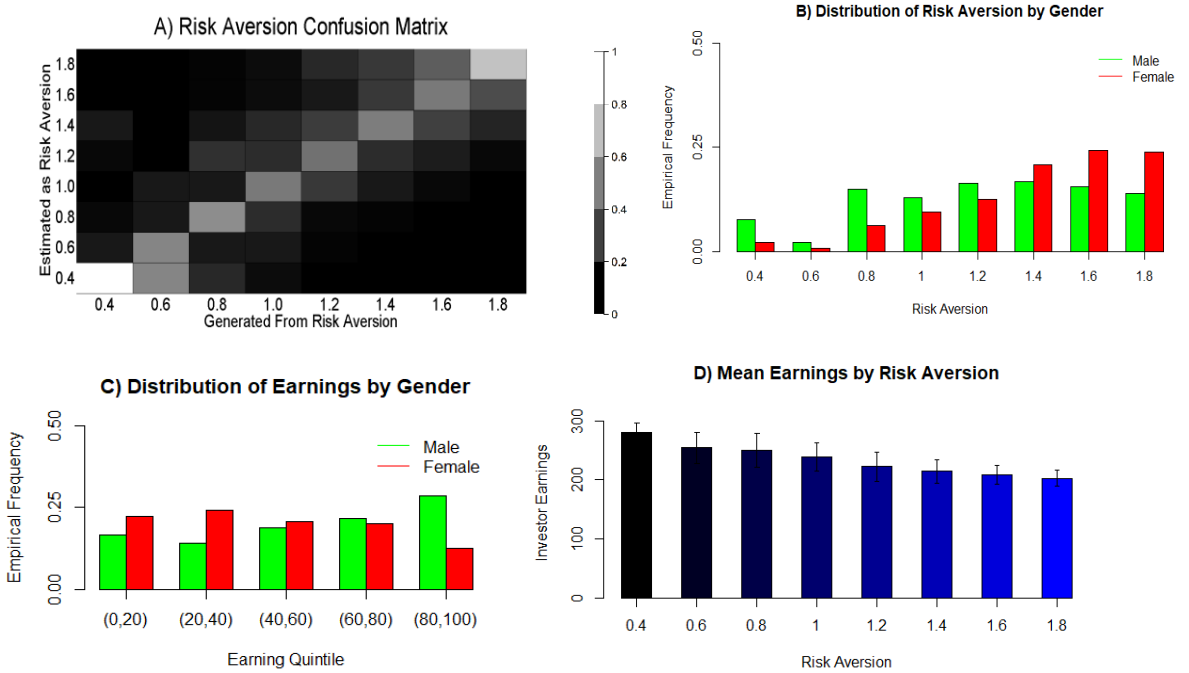 A) Risk Aversion Confusion Matrix
Estimated as Risk Aversion
1.8
1.6
1.4
1.2
1.0
0.8
0.6
0.4
0.4 0.6 0.8 1.0 1.2 1.4 1.6 1.8
Generated From Risk Aversion
1
0.8
0.6
0.4
0.2
0
B) Distribution of Risk Aversion by Gender
Empirical Frequency
0.50
0.25
0.00
Male
Female
0.4 0.6 0.8 1 1.2 1.4 1.6 1.8
Risk Aversion
C) Distribution of Earnings by Gender
Empirical Frequency
0.50
0.25
0.00
Male
Female
(0,20) (20,40) (40,60) (60,80) (80,100)
Earning Quintile
D) Mean Earnings by Risk Aversion
Investor Earnings
300
200
100
0
0.4 0.6 0.8 1 1.2 1.4 1.6 1.8
Risk Aversion